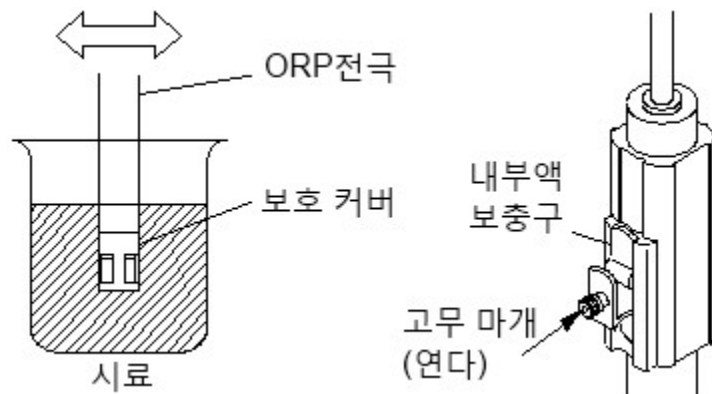 ORP전극
보호 커버
시료
내부액
보충구
고무 마개
(연다)